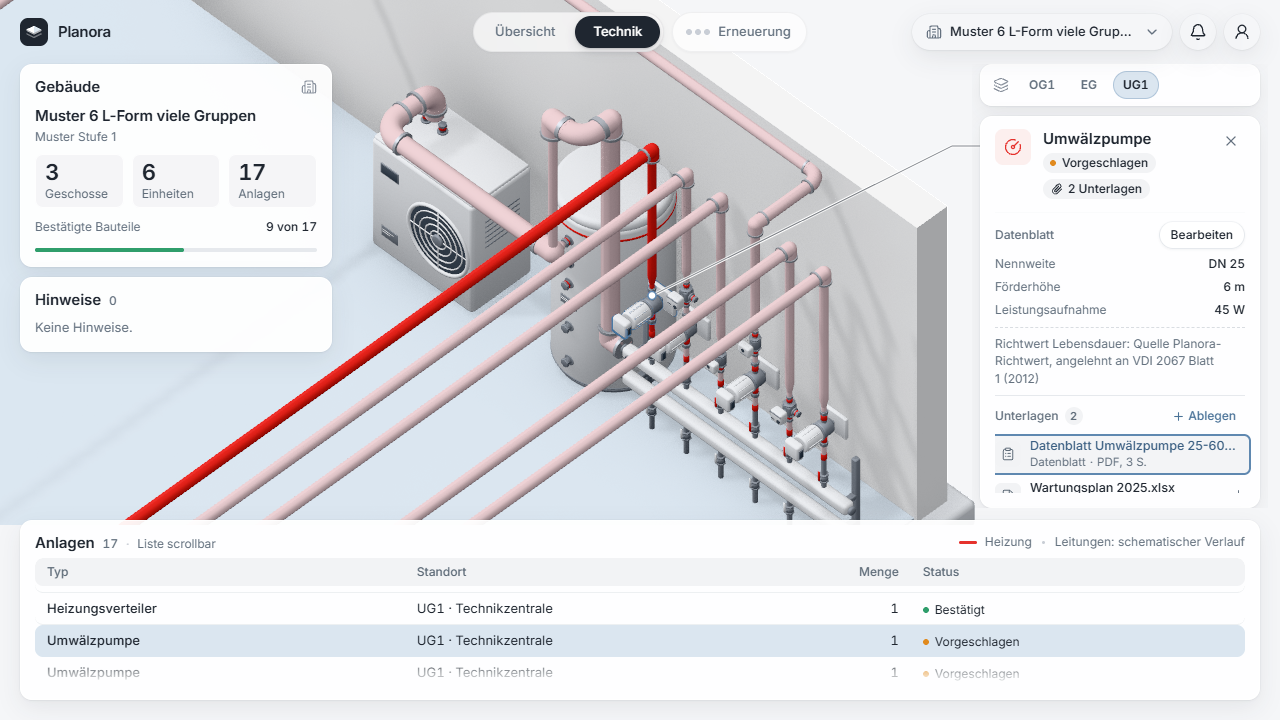 Planora
Übersicht
Technik
Erneuerung
Muster 6 L-Form viele Grup...
Gebäude
Muster 6 L-Form viele Gruppen
Muster Stufe 1
3
Geschosse
6
Einheiten
17
Anlagen
Bestätigte Bauteile
9 von 17
Hinweise 0
Keine Hinweise.
OG1
EG
UG1
Umwälzpumpe
Vorgeschlagen
2 Unterlagen
Datenblatt
Bearbeiten
Nennweite
DN 25
Förderhöhe
6 m
Leistungsaufnahme
45 W
Richtwert Lebensdauer: Quelle Planora-
Richtwert, angelehnt an VDI 2067 Blatt
1 (2012)
Unterlagen 2
+ Ablegen
Datenblatt Umwälzpumpe 25-60...
Datenblatt · PDF, 3 S.
Wartungsplan 2025.xlsx
Anlagen 17 · Liste scrollbar
Heizung · Leitungen: schematischer Verlauf
Typ
Standort
Menge
Status
Heizungsverteiler
UG1 · Technikzentrale
1
Bestätigt
Umwälzpumpe
UG1 · Technikzentrale
1
Vorgeschlagen
Umwälzpumpe
UG1 · Technikzentrale
1
Vorgeschlagen